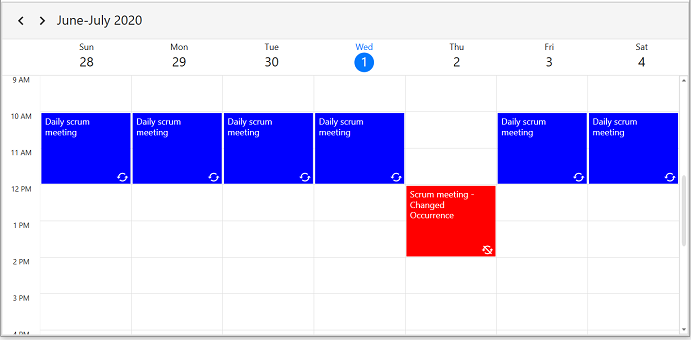 June-July 2020
Sun Mon Tue Wed Thu Fri Sat
28 29 30 1 2 3 4
9 AM
10 AM
Daily scrum
meeting
Daily scrum
meeting
Daily scrum
meeting
Daily scrum
meeting
Daily scrum
meeting
Daily scrum
meeting
11 AM
12 PM
Scrum meeting -
Changed
Occurrence
1 PM
2 PM
3 PM
4 PM